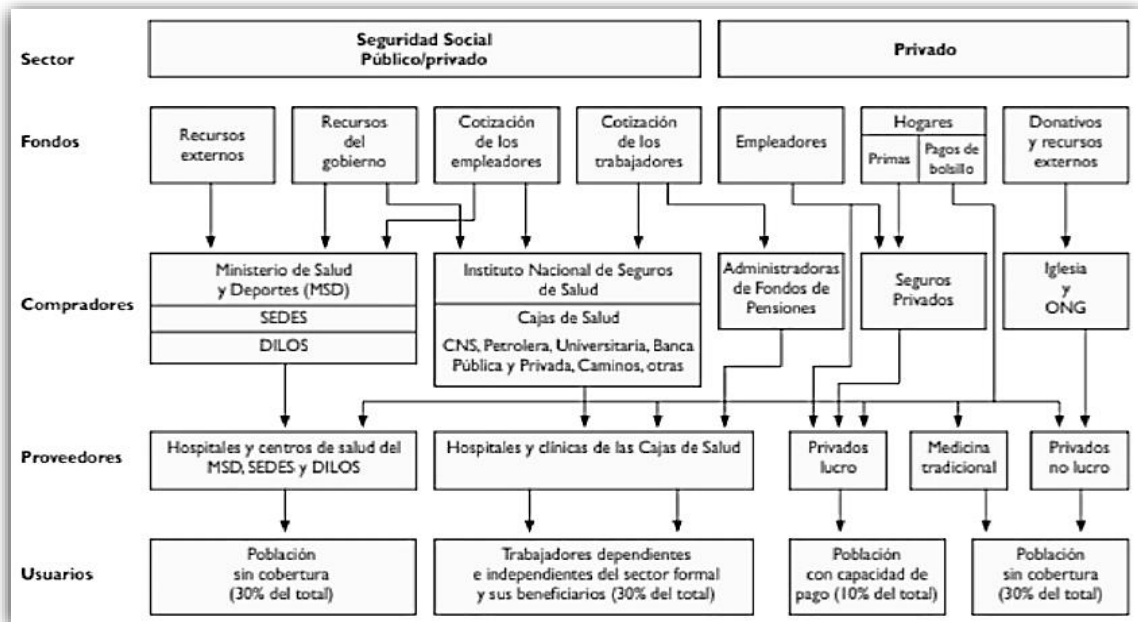 Sector
Seguridad Social
Público/privado
Privado
Fondos
Recursos
externos
Recursos
del
gobierno
Cotización
de los
empleadores
Cotización
de los
trabajadores
Empleadores
Hogares
Primas
Pagos de
bolsillo
Donativos
y recursos
externos
Compradores
Ministerio de Salud
y Deportes (MSD)
SEDES
DILOS
Instituto Nacional de Seguros
de Salud
Cajas de Salud
CNS, Petrolera, Universitaria, Banca
Pública y Privada, Caminos, otras
Administradoras
de Fondos de
Pensiones
Seguros
Privados
Iglesia
y
ONG
Proveedores
Hospitales y centros de salud del
MSD, SEDES y DILOS
Hospitales y clínicas de las Cajas de Salud
Privados
lucro
Medicina
tradicional
Privados
no lucro
Usuarios
Población
sin cobertura
(30% del total)
Trabajadores dependientes
e independientes del sector formal
y sus beneficiarios (30% del total)
Población
con capacidad de
pago (10% del total)
Población
sin cobertura
(30% del total)